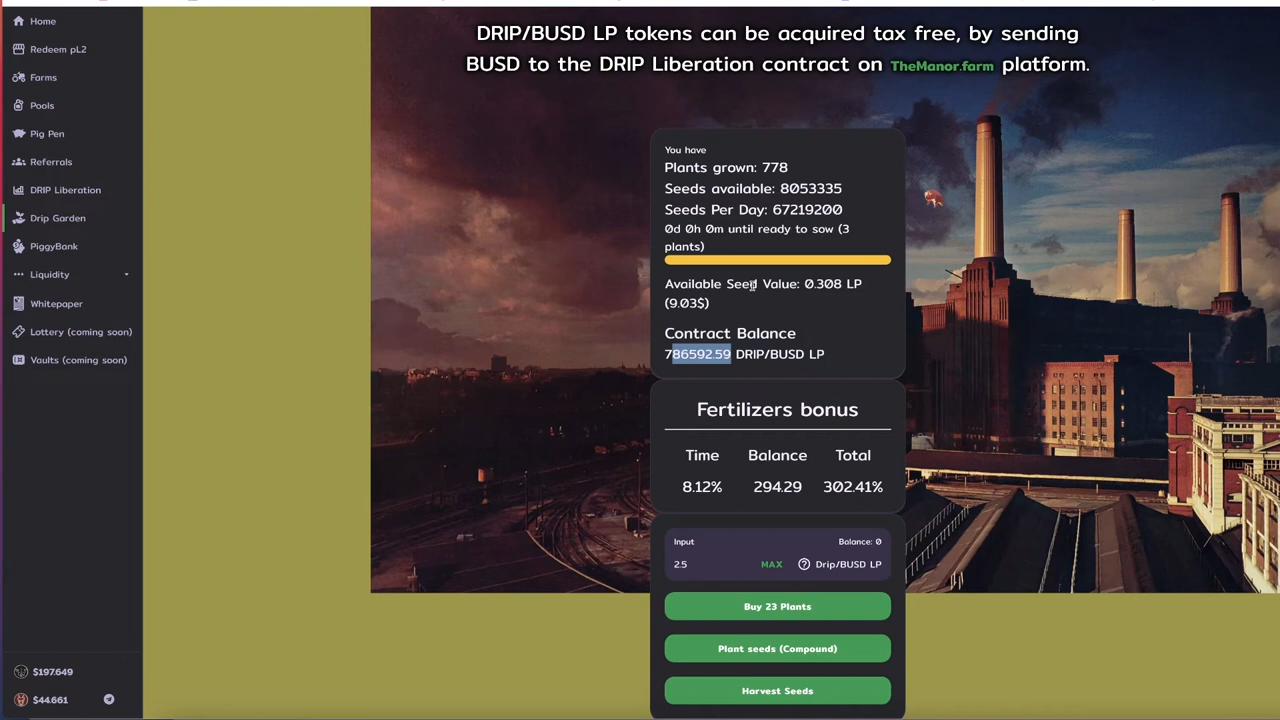 Home
Redeem pL2
Farms
Pools
Pig Pen
Referrals
DRIP Liberation
Drip Garden
PiggyBank
Liquidity
Whitepaper
Lottery (coming soon)
Vaults (coming soon)
$197.649
$44.661
DRIP/BUSD LP tokens can be acquired tax free, by sending
BUSD to the DRIP Liberation contract on TheManor.farm platform.
You have
Plants grown: 778
Seeds available: 8053335
Seeds Per Day: 67219200
0d 0h 0m until ready to sow (3
plants)
Available Seed Value: 0.308 LP
(9.03$)
Contract Balance
786592.59 DRIP/BUSD LP
Fertilizers bonus
Time Balance Total
8.12% 294.29 302.41%
Input Balance: 0
2.5 MAX Drip/BUSD LP
Buy 23 Plants
Plant seeds (Compound)
Harvest Seeds